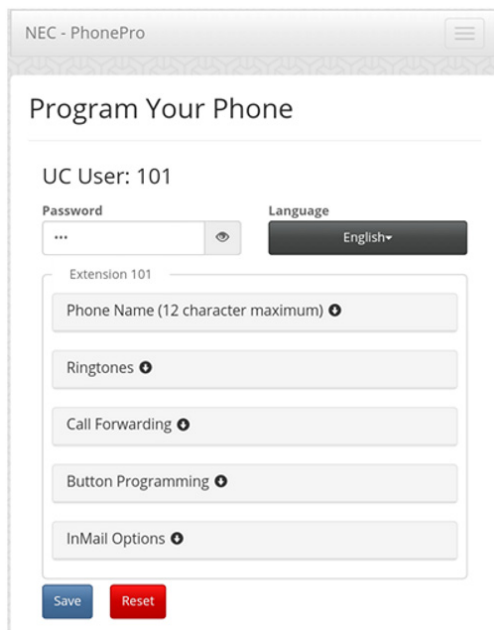 NEC - PhonePro
Program Your Phone
UC User: 101
Password Language
••• English
Extension 101
Phone Name (12 character maximum)
Ringtones
Call Forwarding
Button Programming
InMail Options
Save Reset